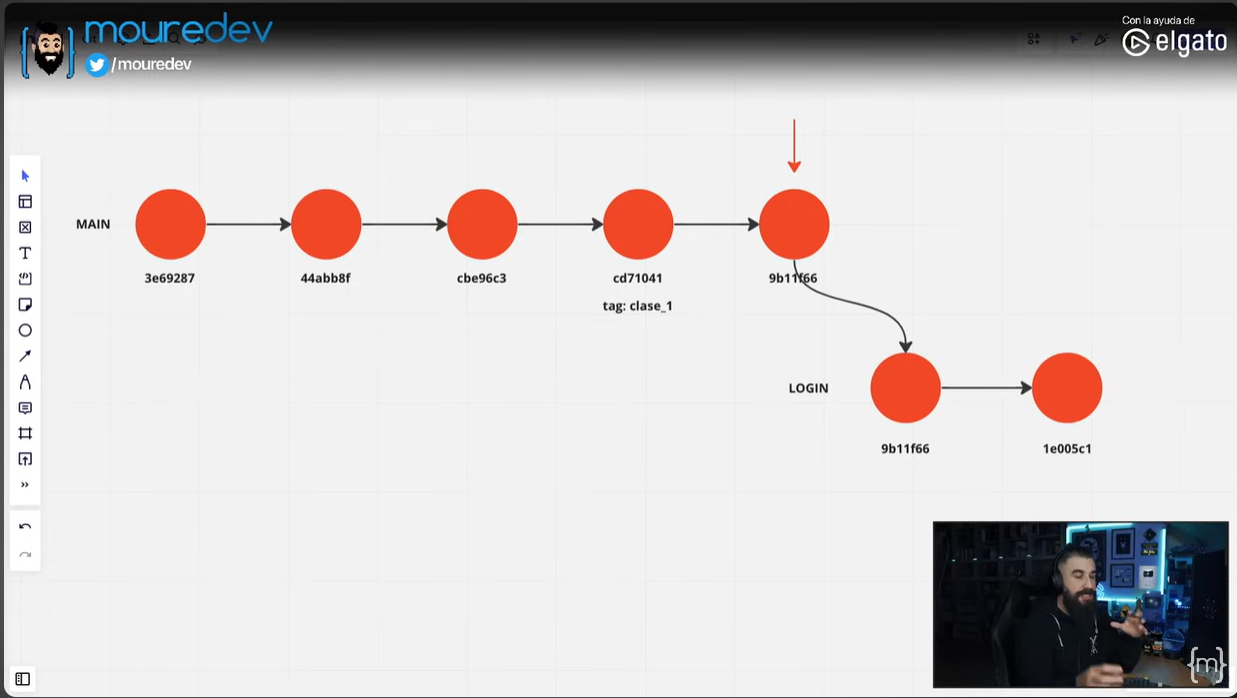 mouredev
/mouredev
Con la ayuda de
elgato
MAIN
3e69287
44abb8f
cbe96c3
cd71041
9b11f66
tag: clase_1
LOGIN
9b11f66
1e005c1
{m}